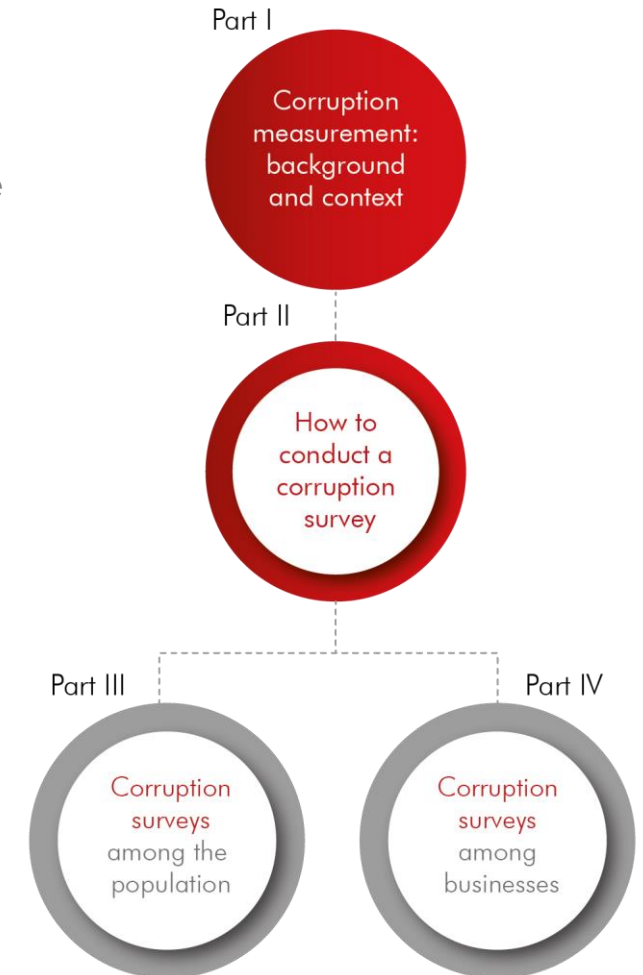 Part I
Corruption
measurement:
background
and context
e
Part II
How to
conduct a
corruption
survey
Part III
Corruption
surveys
among the
population
Part IV
Corruption
surveys
among
businesses